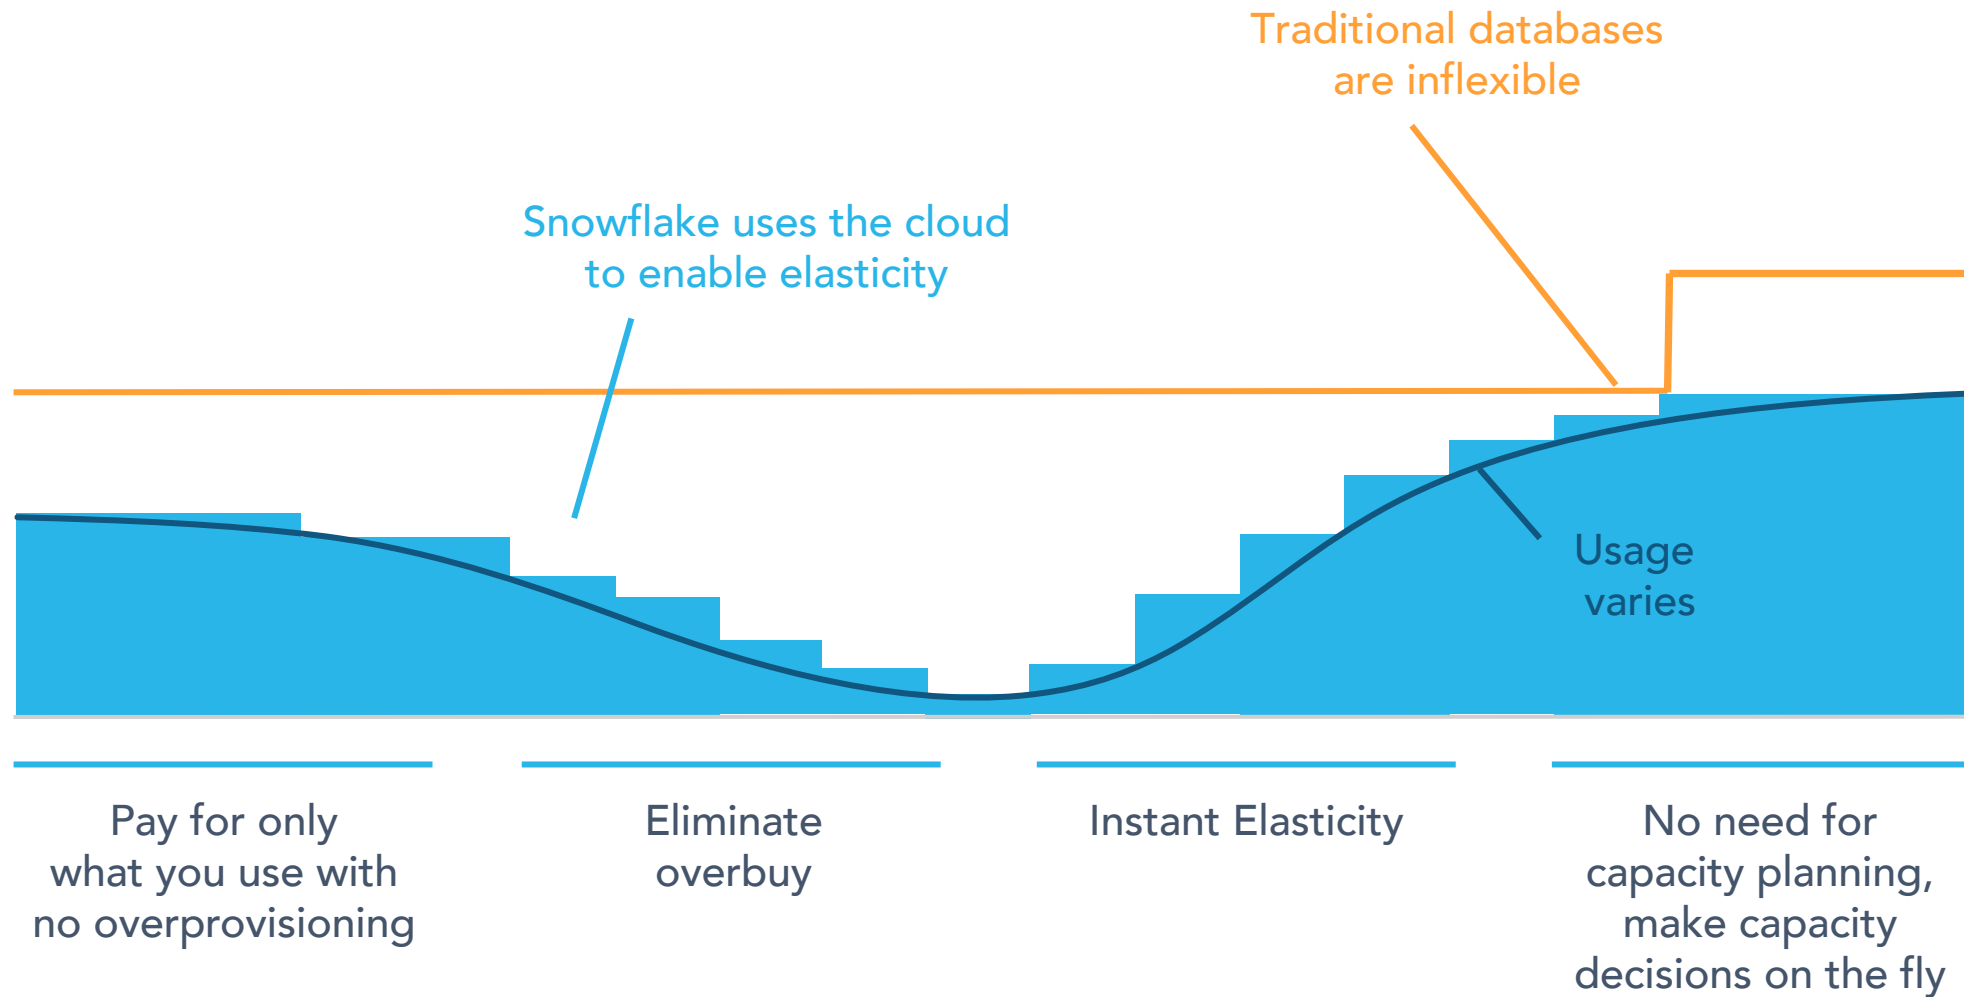 Traditional databases
are inflexible
Snowflake uses the cloud
to enable elasticity
Usage
varies
Pay for only
what you use with
no overprovisioning
Eliminate
overbuy
Instant Elasticity
No need for
capacity planning,
make capacity
decisions on the fly